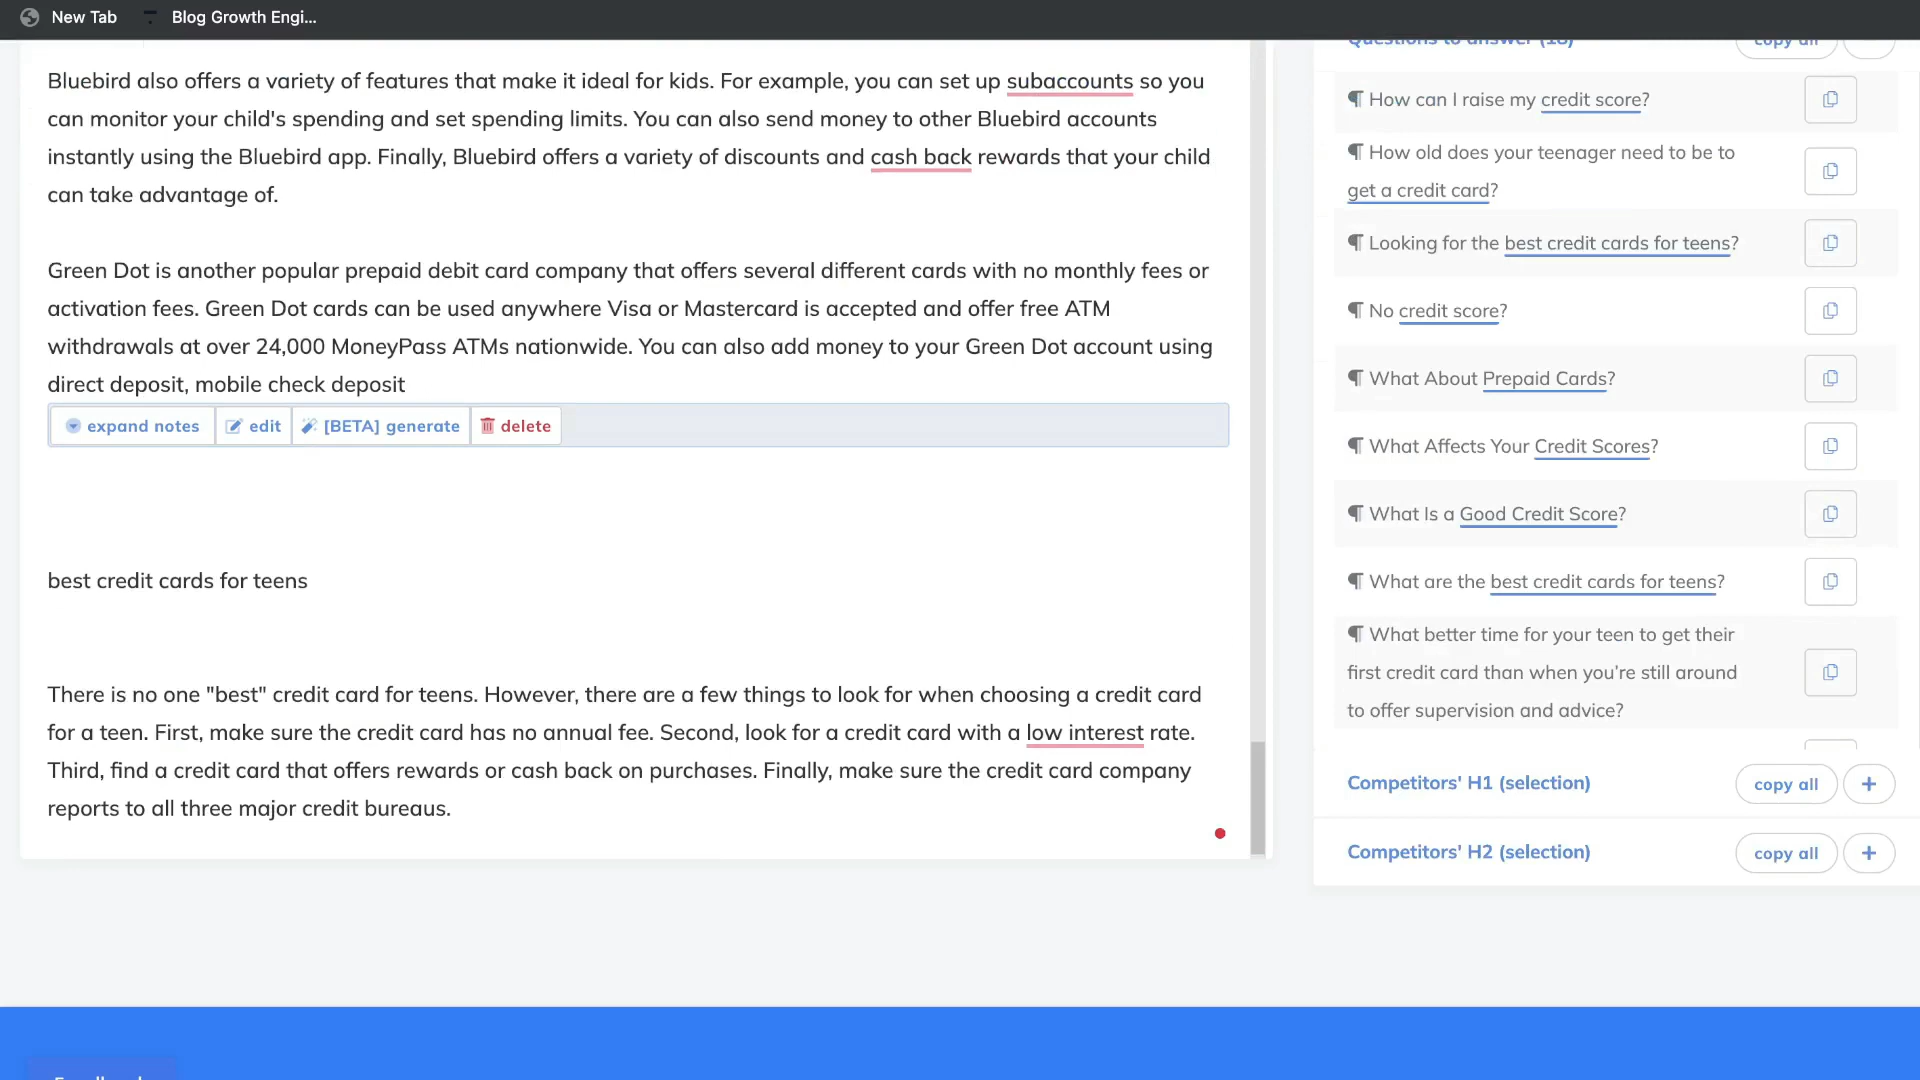 New Tab
Blog Growth Engi...
Bluebird also offers a variety of features that make it ideal for kids. For example, you can set up subaccounts so you
can monitor your child's spending and set spending limits. You can also send money to other Bluebird accounts
instantly using the Bluebird app. Finally, Bluebird offers a variety of discounts and cash back rewards that your child
can take advantage of.
Green Dot is another popular prepaid debit card company that offers several different cards with no monthly fees or
activation fees. Green Dot cards can be used anywhere Visa or Mastercard is accepted and offer free ATM
withdrawals at over 24,000 MoneyPass ATMs nationwide. You can also add money to your Green Dot account using
direct deposit, mobile check deposit
expand notes
edit
[BETA] generate
delete
best credit cards for teens
There is no one "best" credit card for teens. However, there are a few things to look for when choosing a credit card
for a teen. First, make sure the credit card has no annual fee. Second, look for a credit card with a low interest rate.
Third, find a credit card that offers rewards or cash back on purchases. Finally, make sure the credit card company
reports to all three major credit bureaus.
Questions to answer (18)
copy all
¶ How can I raise my credit score?
¶ How old does your teenager need to be to
get a credit card?
¶ Looking for the best credit cards for teens?
¶ No credit score?
¶ What About Prepaid Cards?
¶ What Affects Your Credit Scores?
¶ What Is a Good Credit Score?
¶ What are the best credit cards for teens?
¶ What better time for your teen to get their
first credit card than when you're still around
to offer supervision and advice?
Competitors' H1 (selection)
copy all
+
Competitors' H2 (selection)
copy all
+